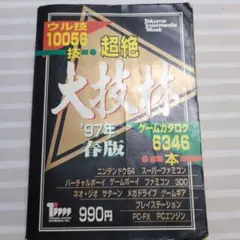 Tokuma
Intermedia
Mook
ウル技
10056
技
超絶
大技林
'97年
春版
ゲームカタログ
6346
本
ニンテンドウ64 スーパーファミコン
バーチャルボーイ ゲームボーイ ファミコン 3DO
ネオ・ジオ サターン メガドライブ ゲームギア
プレイステーション
PC-FX PCエンジン
990円